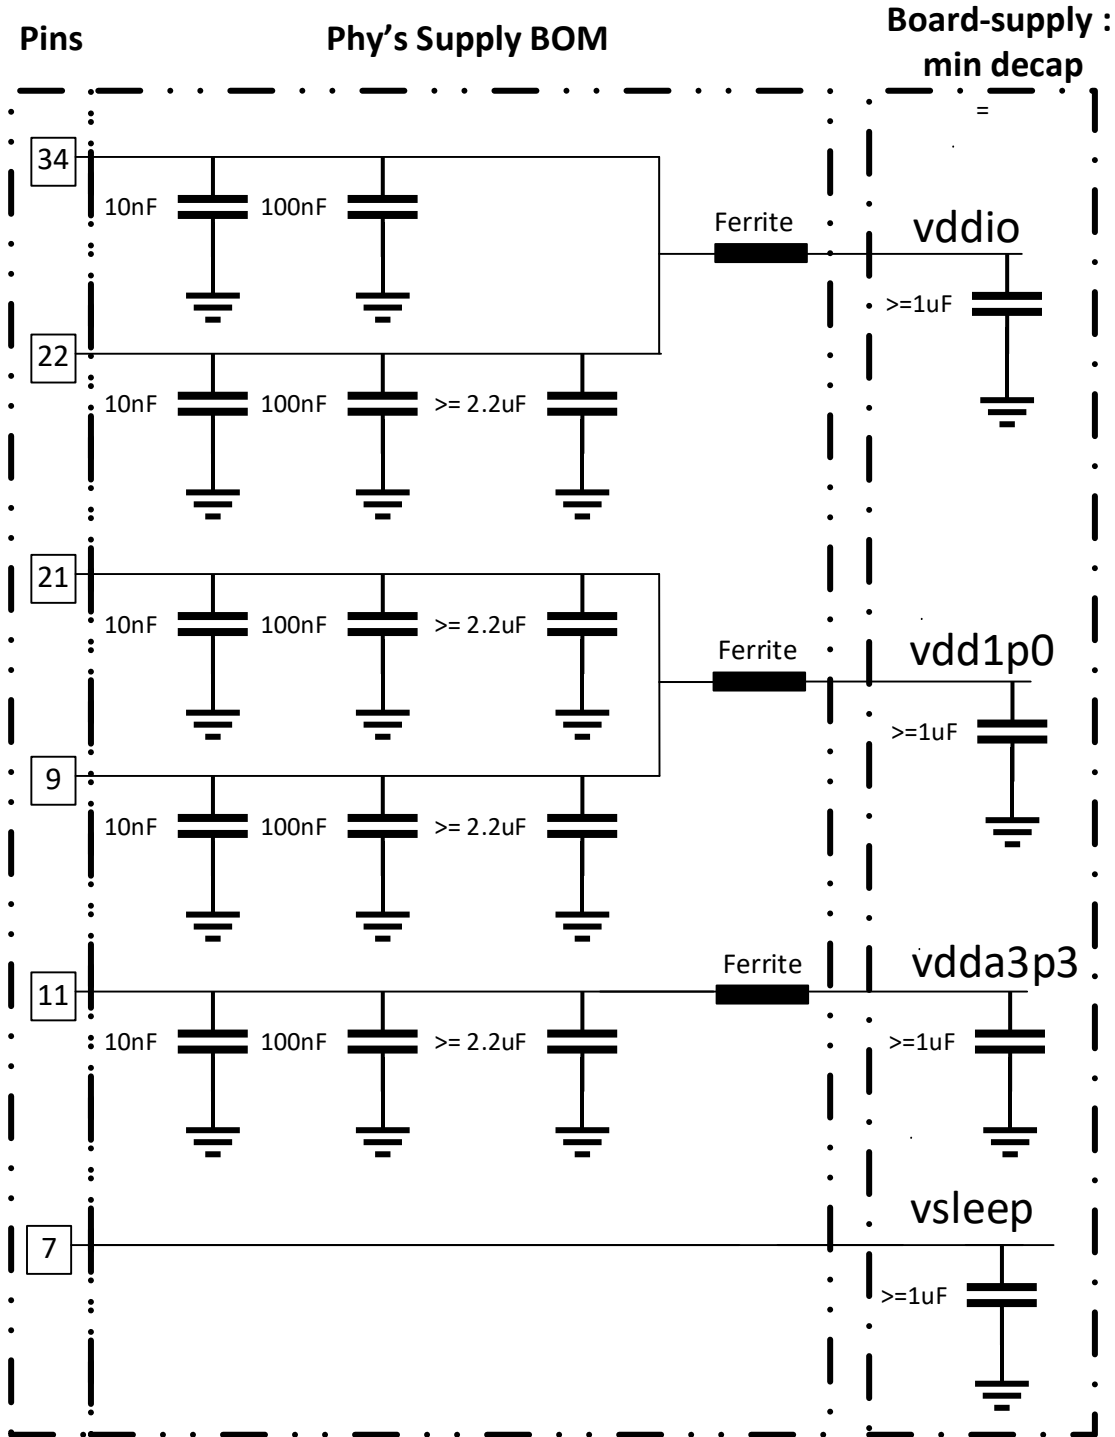 Pins
Phy's Supply BOM
Board-supply :
min decap
=
34
10nF
100nF
Ferrite
vddio
>=1uF
22
10nF
100nF
>= 2.2uF
21
10nF
100nF
>= 2.2uF
Ferrite
vdd1p0
>=1uF
9
10nF
100nF
>= 2.2uF
Ferrite
vdda3p3
11
10nF
100nF
>= 2.2uF
>=1uF
vsleep
7
>=1uF